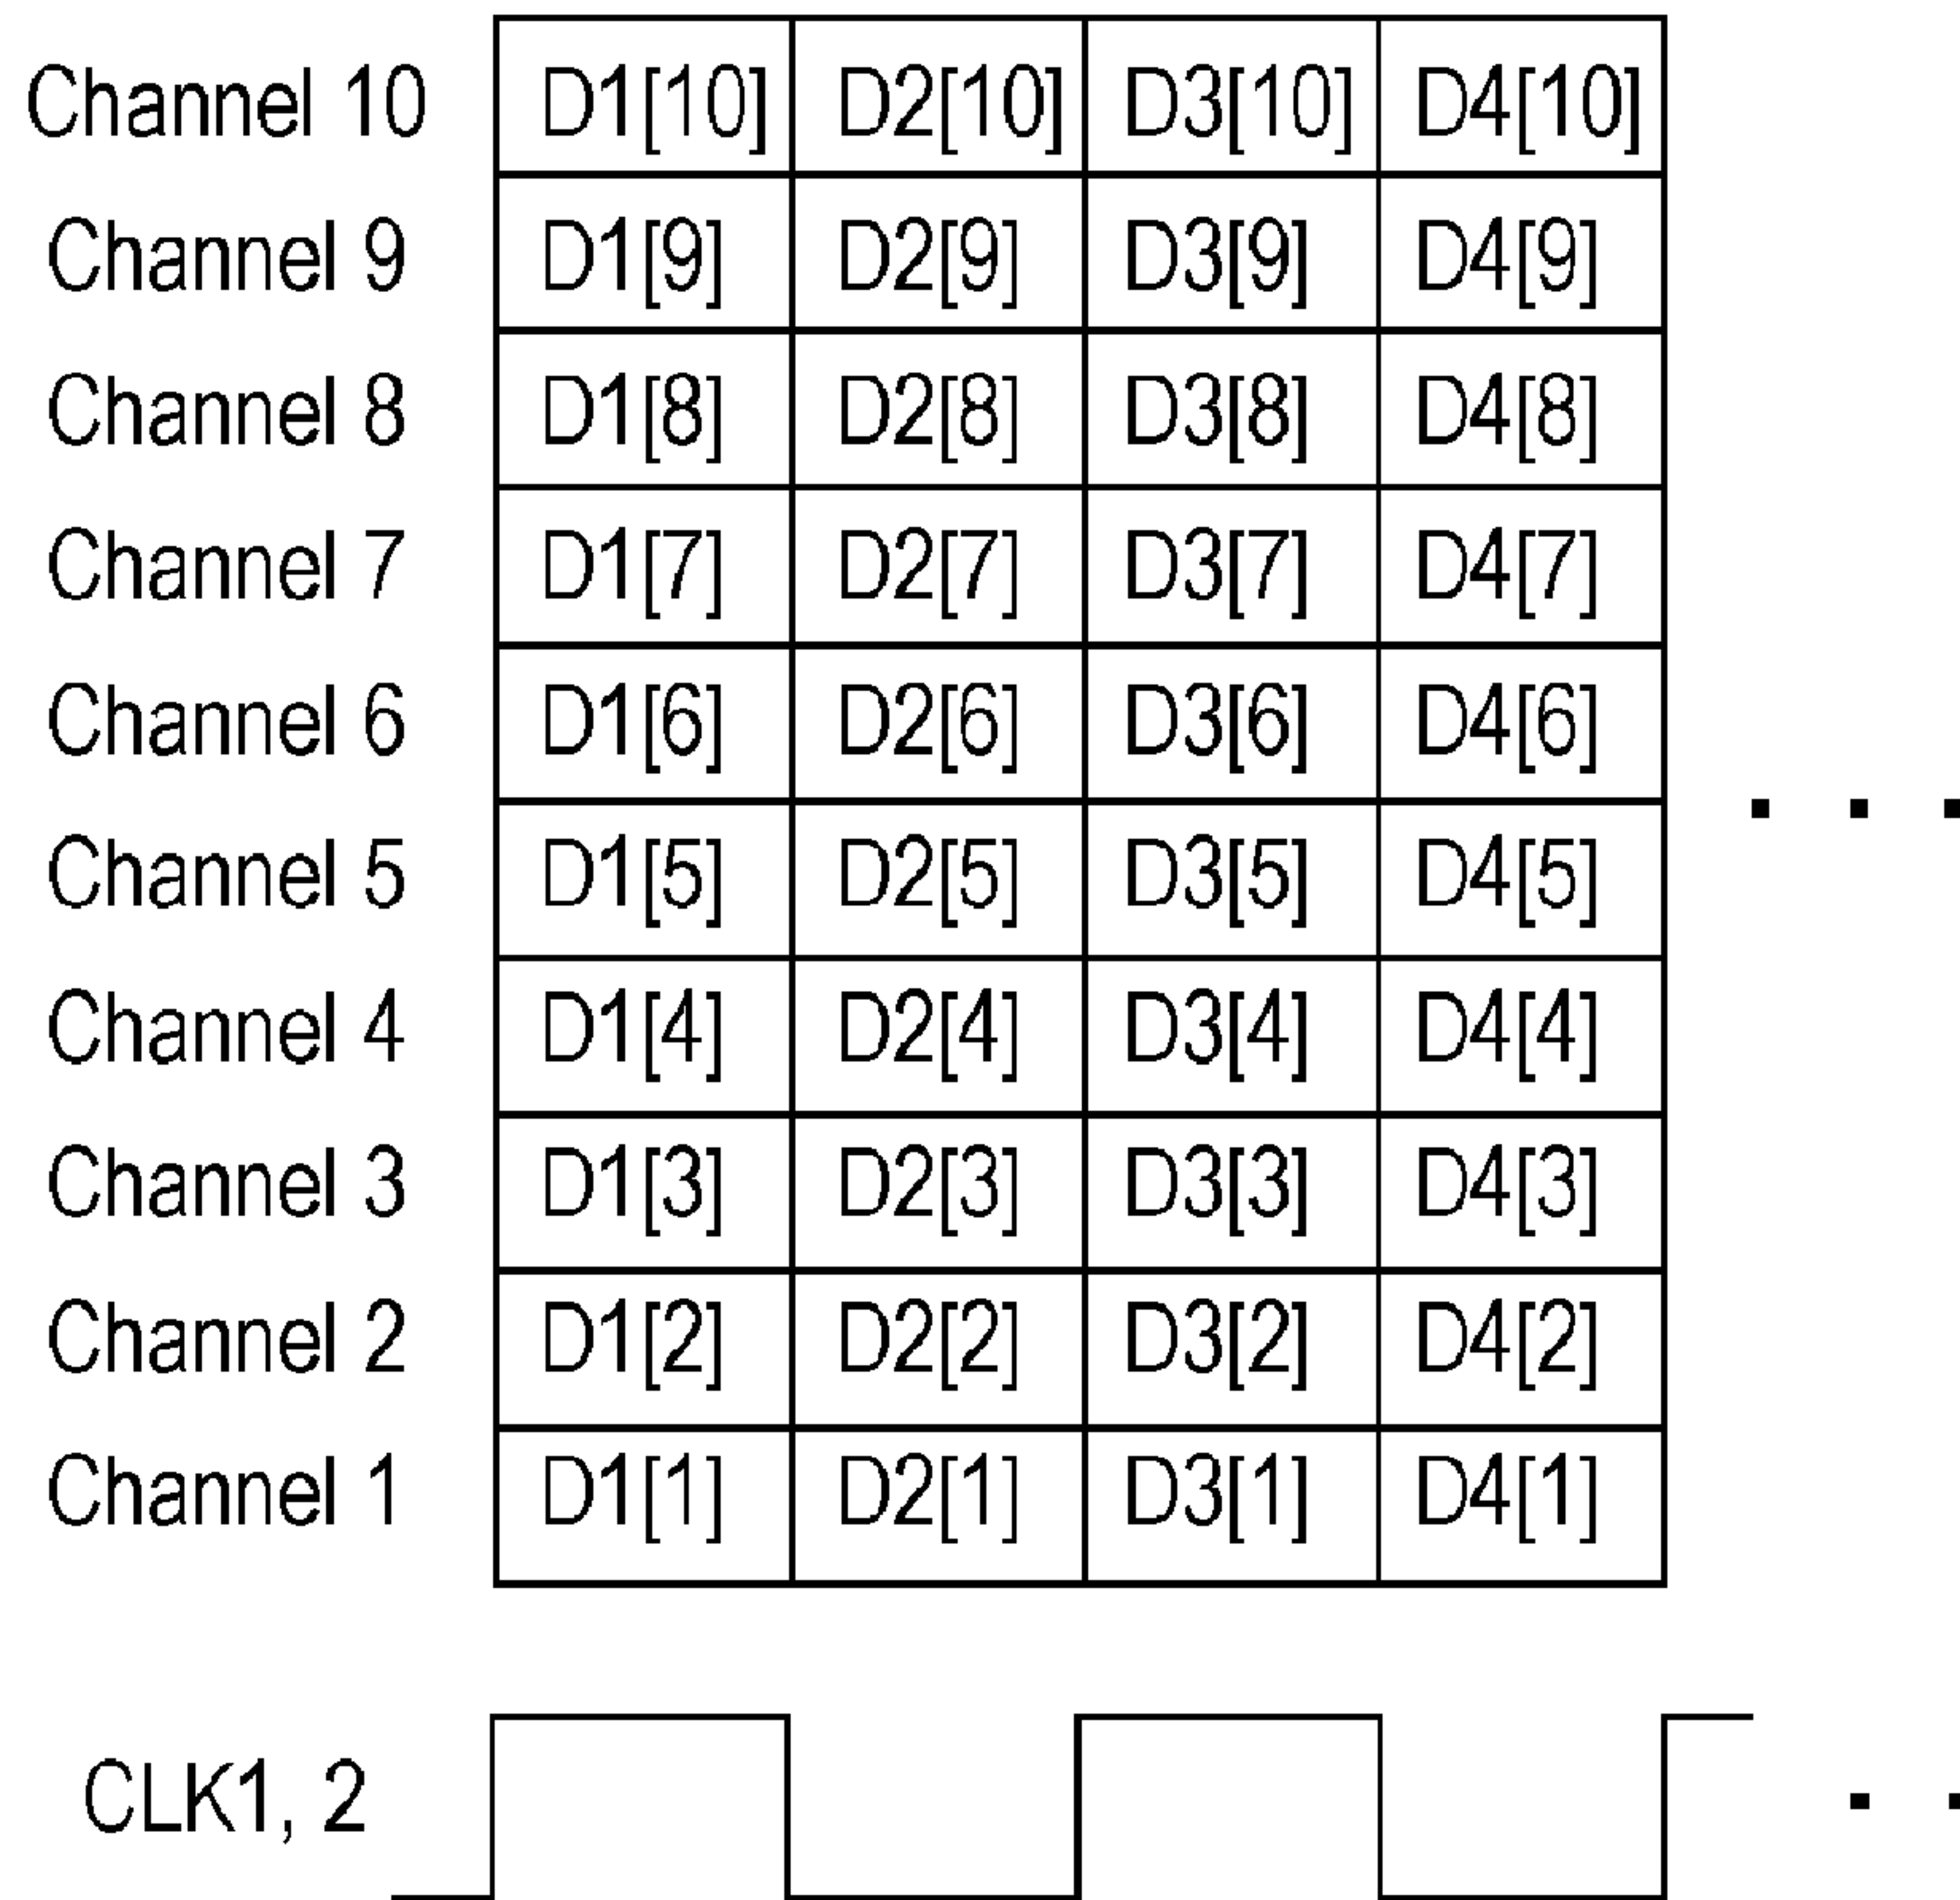 Channel 10 D1[10] D2[10] D3[10] D4[10]
Channel 9 D1[9] D2[9] D3[9] D4[9]
Channel 8 D1[8] D2[8] D3[8] D4[8]
Channel 7 D1[7] D2[7] D3[7] D4[7]
Channel 6 D1[6] D2[6] D3[6] D4[6]
Channel 5 D1[5] D2[5] D3[5] D4[5]
Channel 4 D1[4] D2[4] D3[4] D4[4]
Channel 3 D1[3] D2[3] D3[3] D4[3]
Channel 2 D1[2] D2[2] D3[2] D4[2]
Channel 1 D1[1] D2[1] D3[1] D4[1]
CLK1, 2